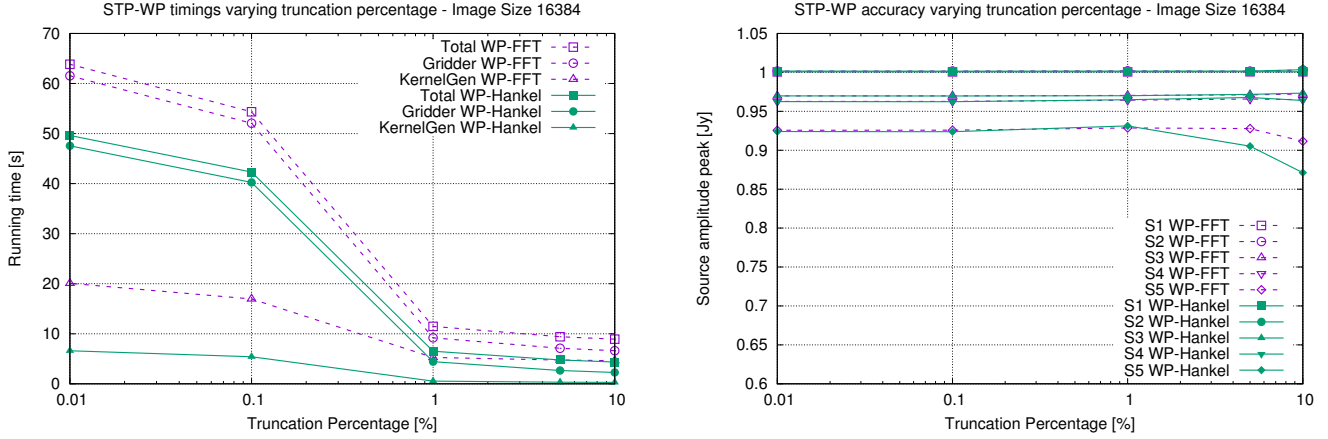 STP-WP timings varying truncation percentage - Image Size 16384
70
60
50
40
30
20
10
0
0.01
0.1
1
10
Running time [s]
Truncation Percentage [%]
Total WP-FFT
Gridder WP-FFT
KernelGen WP-FFT
Total WP-Hankel
Gridder WP-Hankel
KernelGen WP-Hankel
STP-WP accuracy varying truncation percentage - Image Size 16384
1.05
1
0.95
0.9
0.85
0.8
0.75
0.7
0.65
0.6
0.01
0.1
1
10
Source amplitude peak [Jy]
Truncation Percentage [%]
S1 WP-FFT
S2 WP-FFT
S3 WP-FFT
S4 WP-FFT
S5 WP-FFT
S1 WP-Hankel
S2 WP-Hankel
S3 WP-Hankel
S4 WP-Hankel
S5 WP-Hankel